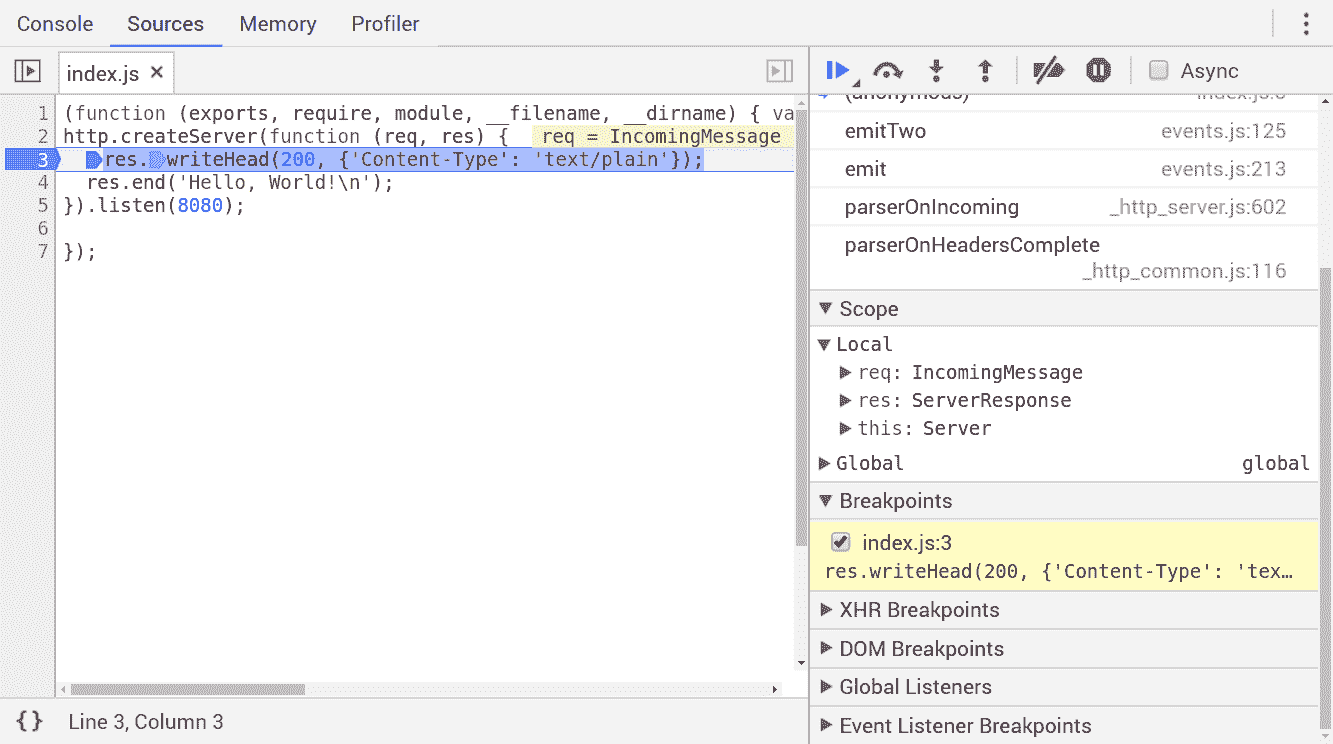 Console Sources Memory Profiler
index.js ×
Async
1 (function (exports, require, module, __filename, __dirname) { va
2 http.createServer(function (req, res) { req = IncomingMessage
3 res.writeHead(200, {'Content-Type': 'text/plain'});
4 res.end('Hello, World!\n');
5 }).listen(8080);
6
7 });
{} Line 3, Column 3
(anonymous) index.js:3
emitTwo events.js:125
emit events.js:213
parserOnIncoming _http_server.js:602
parserOnHeadersComplete
_http_common.js:116
Scope
Local
req: IncomingMessage
res: ServerResponse
this: Server
Global global
Breakpoints
index.js:3
res.writeHead(200, {'Content-Type': 'tex…
XHR Breakpoints
DOM Breakpoints
Global Listeners
Event Listener Breakpoints